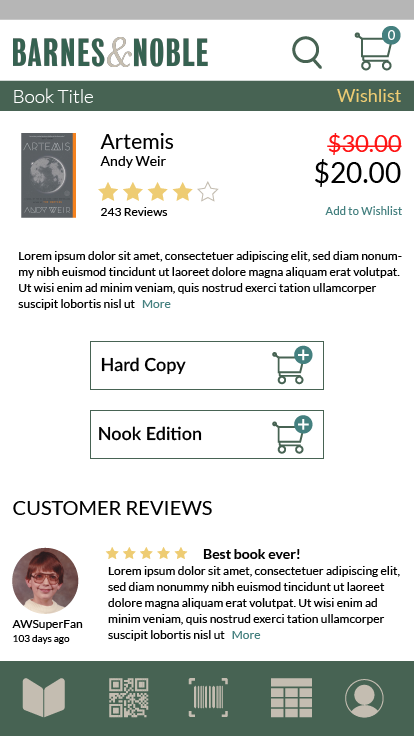 BARNES&NOBLE
0
Book Title
Wishlist
ARTEMIS
ANDY WEIR
Artemis
Andy Weir
243 Reviews
$30.00
$20.00
Add to Wishlist
Lorem ipsum dolor sit amet, consectetuer adipiscing elit, sed diam nonum-
my nibh euismod tincidunt ut laoreet dolore magna aliquam erat volutpat.
Ut wisi enim ad minim veniam, quis nostrud exerci tation ullamcorper
suscipit lobortis nisl ut More
Hard Copy
Nook Edition
CUSTOMER REVIEWS
AWSuperFan
103 days ago
Best book ever!
Lorem ipsum dolor sit amet, consectetuer adipiscing elit,
sed diam nonummy nibh euismod tincidunt ut laoreet
dolore magna aliquam erat volutpat. Ut wisi enim ad
minim veniam, quis nostrud exerci tation ullamcorper
suscipit lobortis nisl ut More